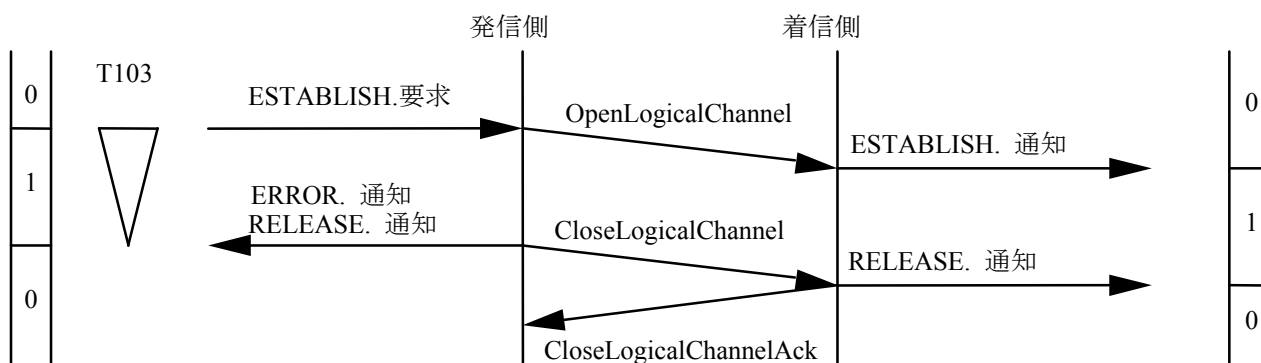 発信側
着信側
T103
0
ESTABLISH.要求
OpenLogicalChannel
0
ESTABLISH. 通知
1
ERROR. 通知
RELEASE. 通知
CloseLogicalChannel
1
RELEASE. 通知
0
0
CloseLogicalChannelAck